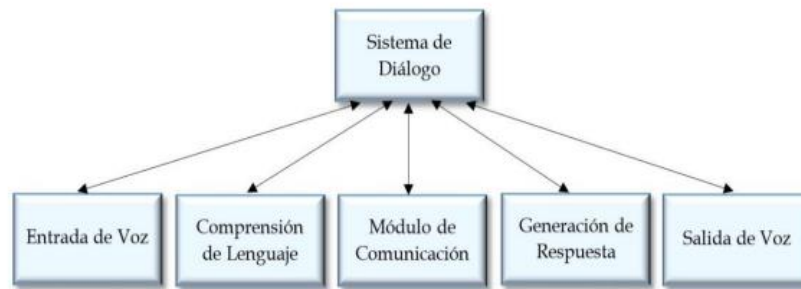 Sistema de
Diálogo
Entrada de Voz
Comprensión
de Lenguaje
Módulo de
Comunicación
Generación de
Respuesta
Salida de Voz